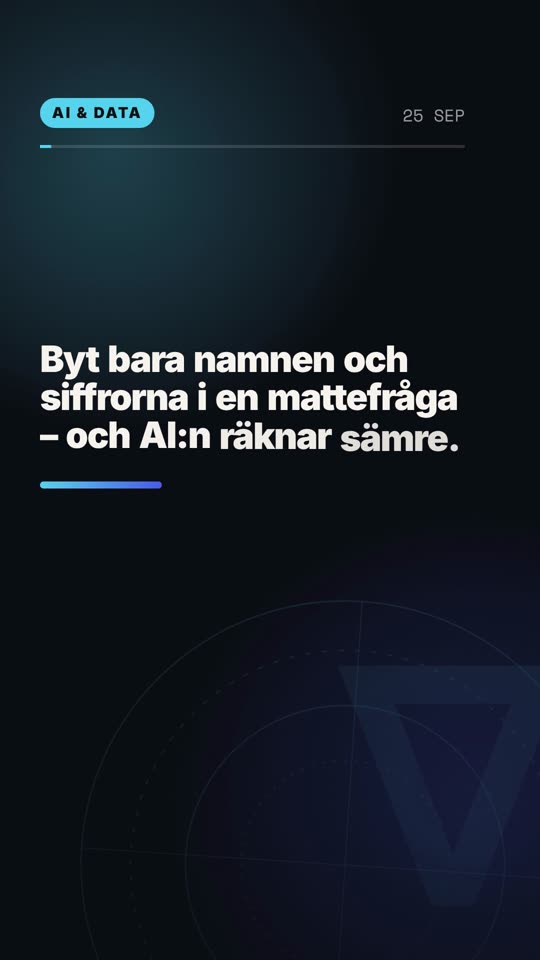 AI & DATA
25 SEP
Byt bara namnen och
siffrorna i en mattefråga
– och AI:n räknar sämre.